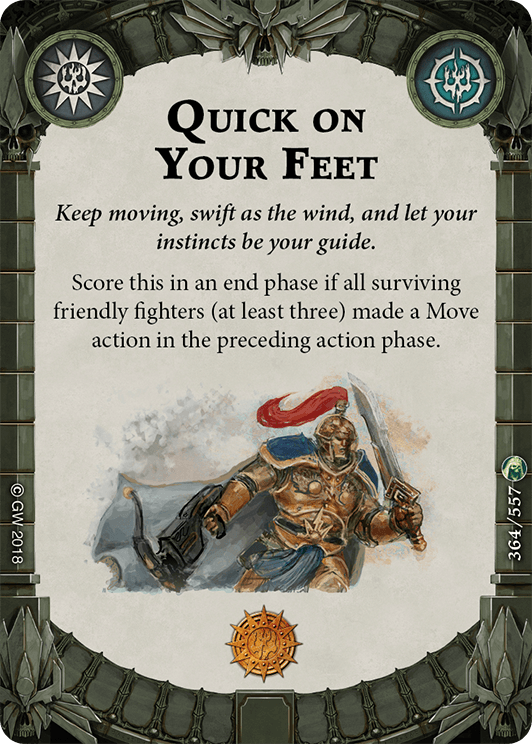 Quick on
Your Feet
Keep moving, swift as the wind, and let your
instincts be your guide.
Score this in an end phase if all surviving
friendly fighters (at least three) made a Move
action in the preceding action phase.
©GW 2018
364/557